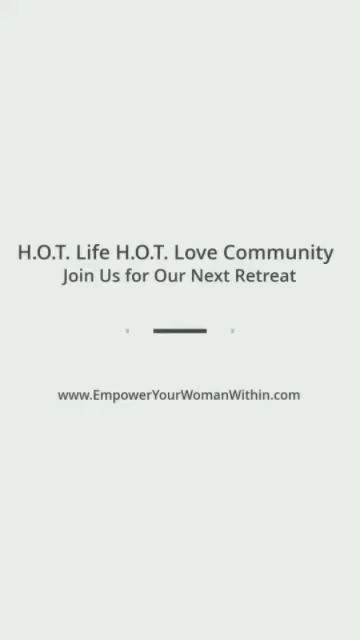 H.O.T. Life H.O.T. Love Community
Join Us for Our Next Retreat
www.EmpowerYourWomanWithin.com